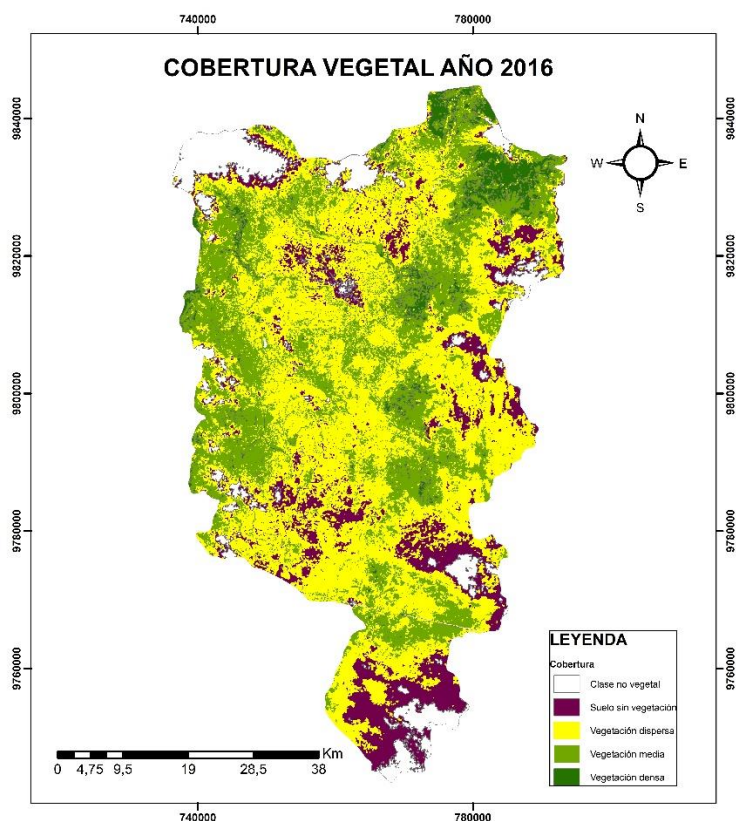 740000 780000
COBERTURA VEGETAL AÑO 2016
9840000 9840000
N
W E
S
9820000 9820000
9800000 9800000
9780000 9780000
9760000 9760000
LEYENDA
Cobertura
Clase no vegetal
Suelo sin vegetación
Vegetación dispersa
Vegetación media
Vegetación densa
Km
0 4,75 9,5 19 28,5 38
740000 780000